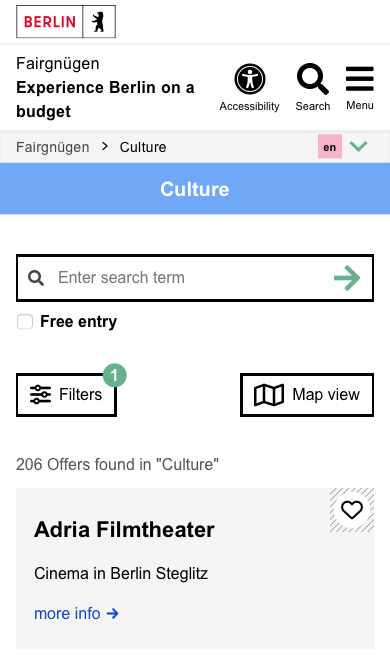 BERLIN
Fairgnügen
Experience Berlin on a
budget
Accessibility
Search
Menu
Fairgnügen > Culture
en
Culture
Enter search term
Free entry
Filters
1
Map view
206 Offers found in "Culture"
Adria Filmtheater
Cinema in Berlin Steglitz
more info →